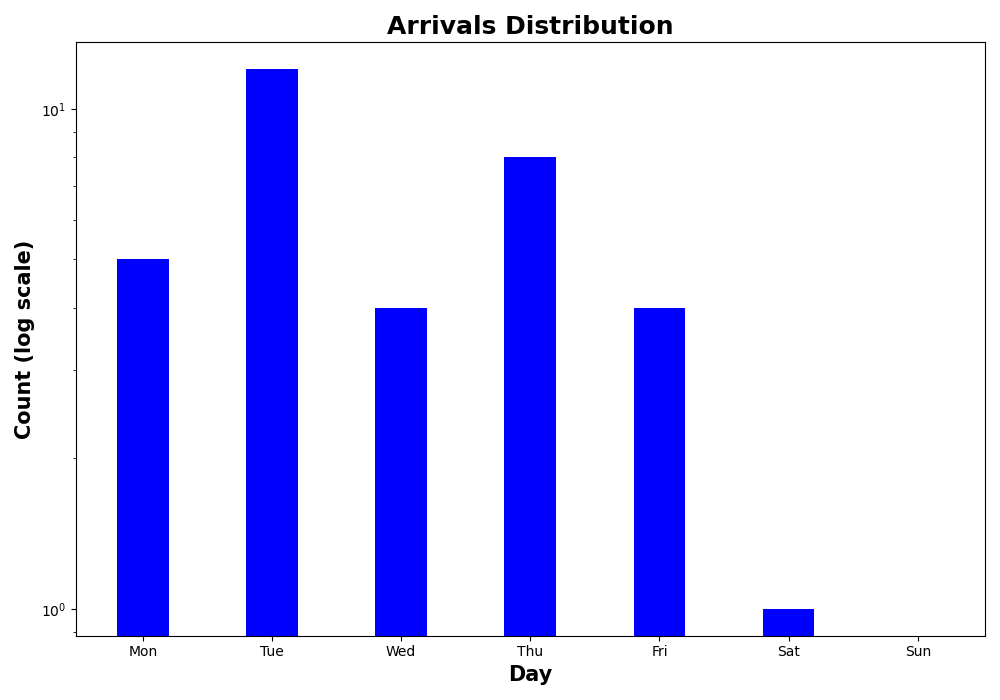 Arrivals Distribution
Count (log scale)
10¹
10⁰
Mon Tue Wed Thu Fri Sat Sun
Day